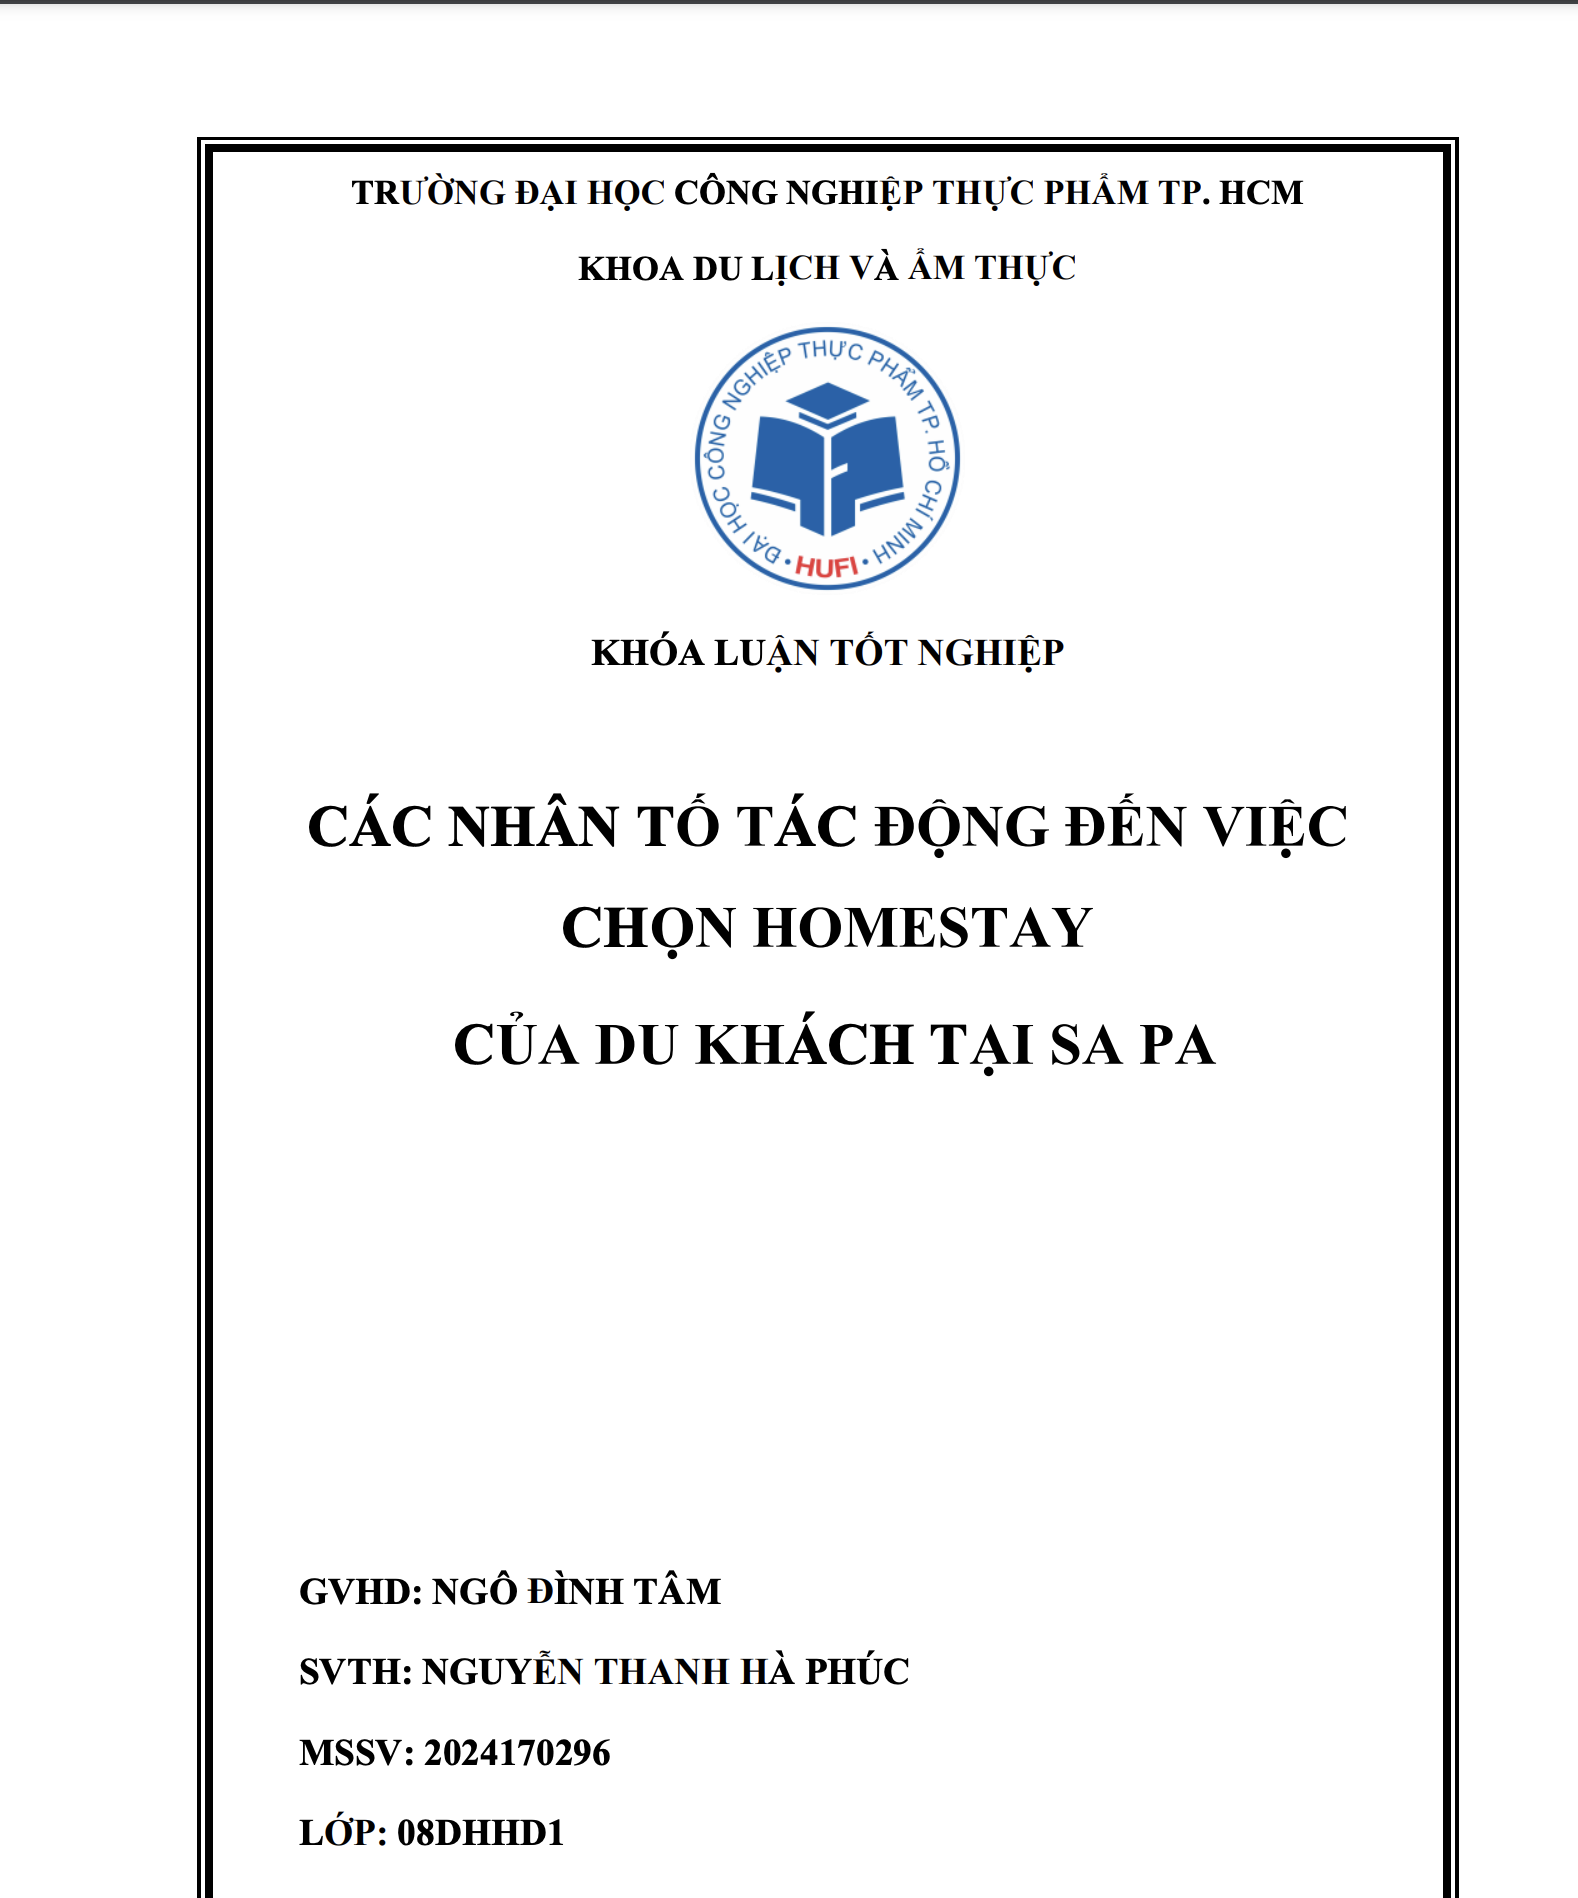 TRƯỜNG ĐẠI HỌC CÔNG NGHIỆP THỰC PHẨM TP. HCM
KHOA DU LỊCH VÀ ẨM THỰC
ĐẠI HỌC CÔNG NGHIỆP THỰC PHẨM TP. HỒ CHÍ MINH
• HUFI •
KHÓA LUẬN TỐT NGHIỆP
CÁC NHÂN TỐ TÁC ĐỘNG ĐẾN VIỆC
CHỌN HOMESTAY
CỦA DU KHÁCH TẠI SA PA
GVHD: NGÔ ĐÌNH TÂM
SVTH: NGUYỄN THANH HÀ PHÚC
MSSV: 2024170296
LỚP: 08DHHD1